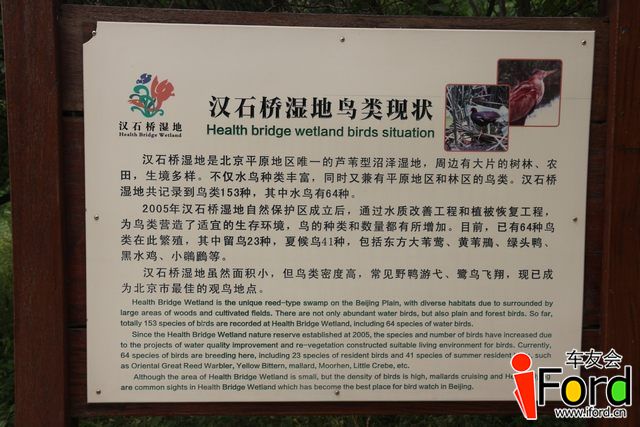 汉石桥湿地
Health Bridge Wetland
汉石桥湿地鸟类现状
Health bridge wetland birds situation
汉石桥湿地是北京平原地区唯一的芦苇型沼泽湿地，周边有大片的树林、农
田，生境多样。不仅水鸟种类丰富，同时又兼有平原地区和林区的鸟类。汉石桥
湿地共记录到鸟类153种，其中水鸟有64种。
2005年汉石桥湿地自然保护区成立后，通过水质改善工程和植被恢复工程，
为鸟类营造了适宜的生存环境，鸟的种类和数量都有所增加。目前，已有64种鸟
类在此繁殖，其中留鸟23种，夏候鸟41种，包括东方大苇莺、黄苇鳽、绿头鸭、
黑水鸡、小鸊鷉等。
汉石桥湿地虽然面积小，但鸟类密度高，常见野鸭游弋、鹭鸟飞翔，现已成
为北京市最佳的观鸟地点。
Health Bridge Wetland is the unique reed-type swamp on the Beijing Plain, with diverse habitats due to surrounded by
large areas of woods and cultivated fields. There are not only abundant water birds, but also plain and forest birds. So far,
totally 153 species of birds are recorded at Health Bridge Wetland, including 64 species of water birds.
Since the Health Bridge Wetland nature reserve established at 2005, the species and number of birds have increased due
to the projects of water quality improvement and re-vegetation constructed suitable living environment for birds. Currently,
64 species of birds are breeding here, including 23 species of resident birds and 41 species of summer resident birds, such
as Oriental Great Reed Warbler, Yellow Bittern, mallard, Moorhen, Little Crebe, etc.
Although the area of Health Bridge Wetland is small, but the density of birds is high, mallards cruising and
are common sights in Health Bridge Wetland which has become the best place for bird watch in Beijing.
车友会
iFord
www.iford.cn